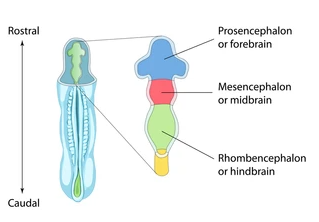 Rostral
Prosencephalon
or forebrain
Mesencephalon
or midbrain
Rhombencephalon
or hindbrain
Caudal